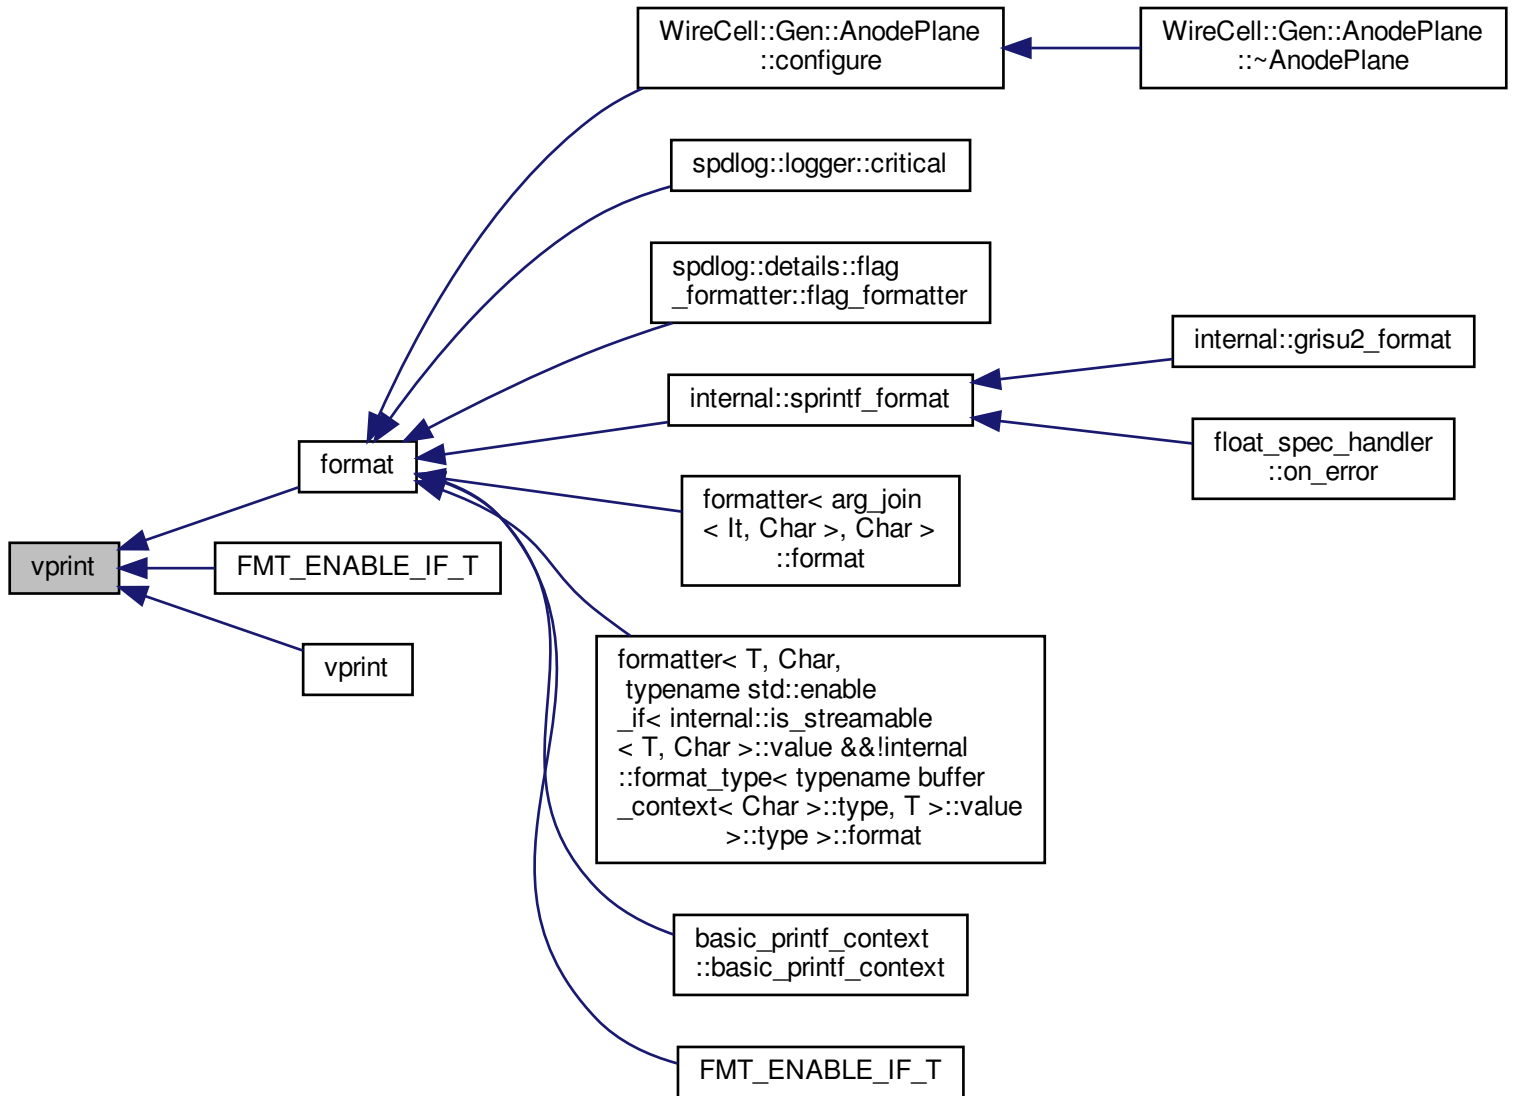 WireCell::Gen::AnodePlane
::configure
WireCell::Gen::AnodePlane
::~AnodePlane
spdlog::logger::critical
spdlog::details::flag
_formatter::flag_formatter
internal::sprintf_format
internal::grisu2_format
float_spec_handler
::on_error
format
formatter< arg_join
< It, Char >, Char >
::format
vprint
FMT_ENABLE_IF_T
vprint
formatter< T, Char,
 typename std::enable
_if< internal::is_streamable
< T, Char >::value &&!internal
::format_type< typename buffer
_context< Char >::type, T >::value
 >::type >::format
basic_printf_context
::basic_printf_context
FMT_ENABLE_IF_T